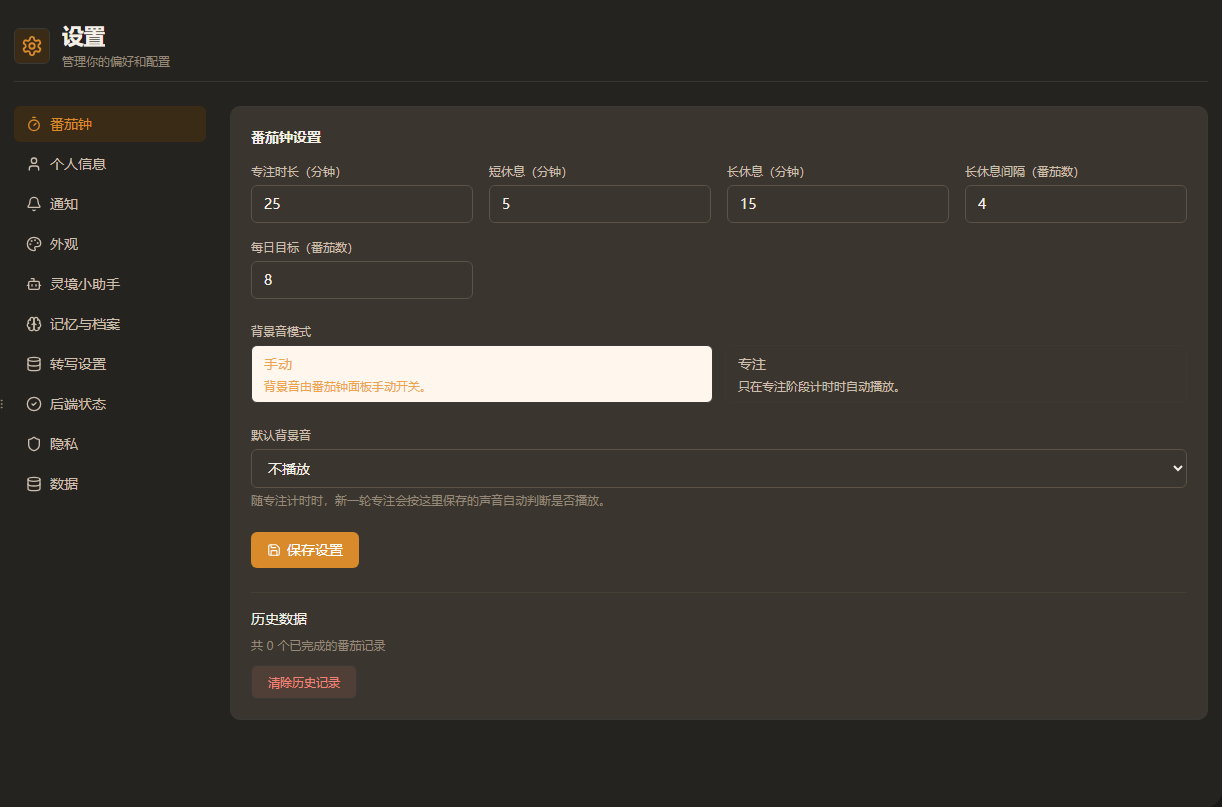 设置
管理你的偏好和配置
番茄钟
个人信息
通知
外观
灵境小助手
记忆与档案
转写设置
后端状态
隐私
数据
番茄钟设置
专注时长（分钟）
短休息（分钟）
长休息（分钟）
长休息间隔（番茄数）
25
5
15
4
每日目标（番茄数）
8
背景音模式
手动
背景音由番茄钟面板手动开关。
专注
只在专注阶段计时时自动播放。
默认背景音
不播放
随专注计时时，新一轮专注会按这里保存的声音自动判断是否播放。
保存设置
历史数据
共 0 个已完成的番茄记录
清除历史记录